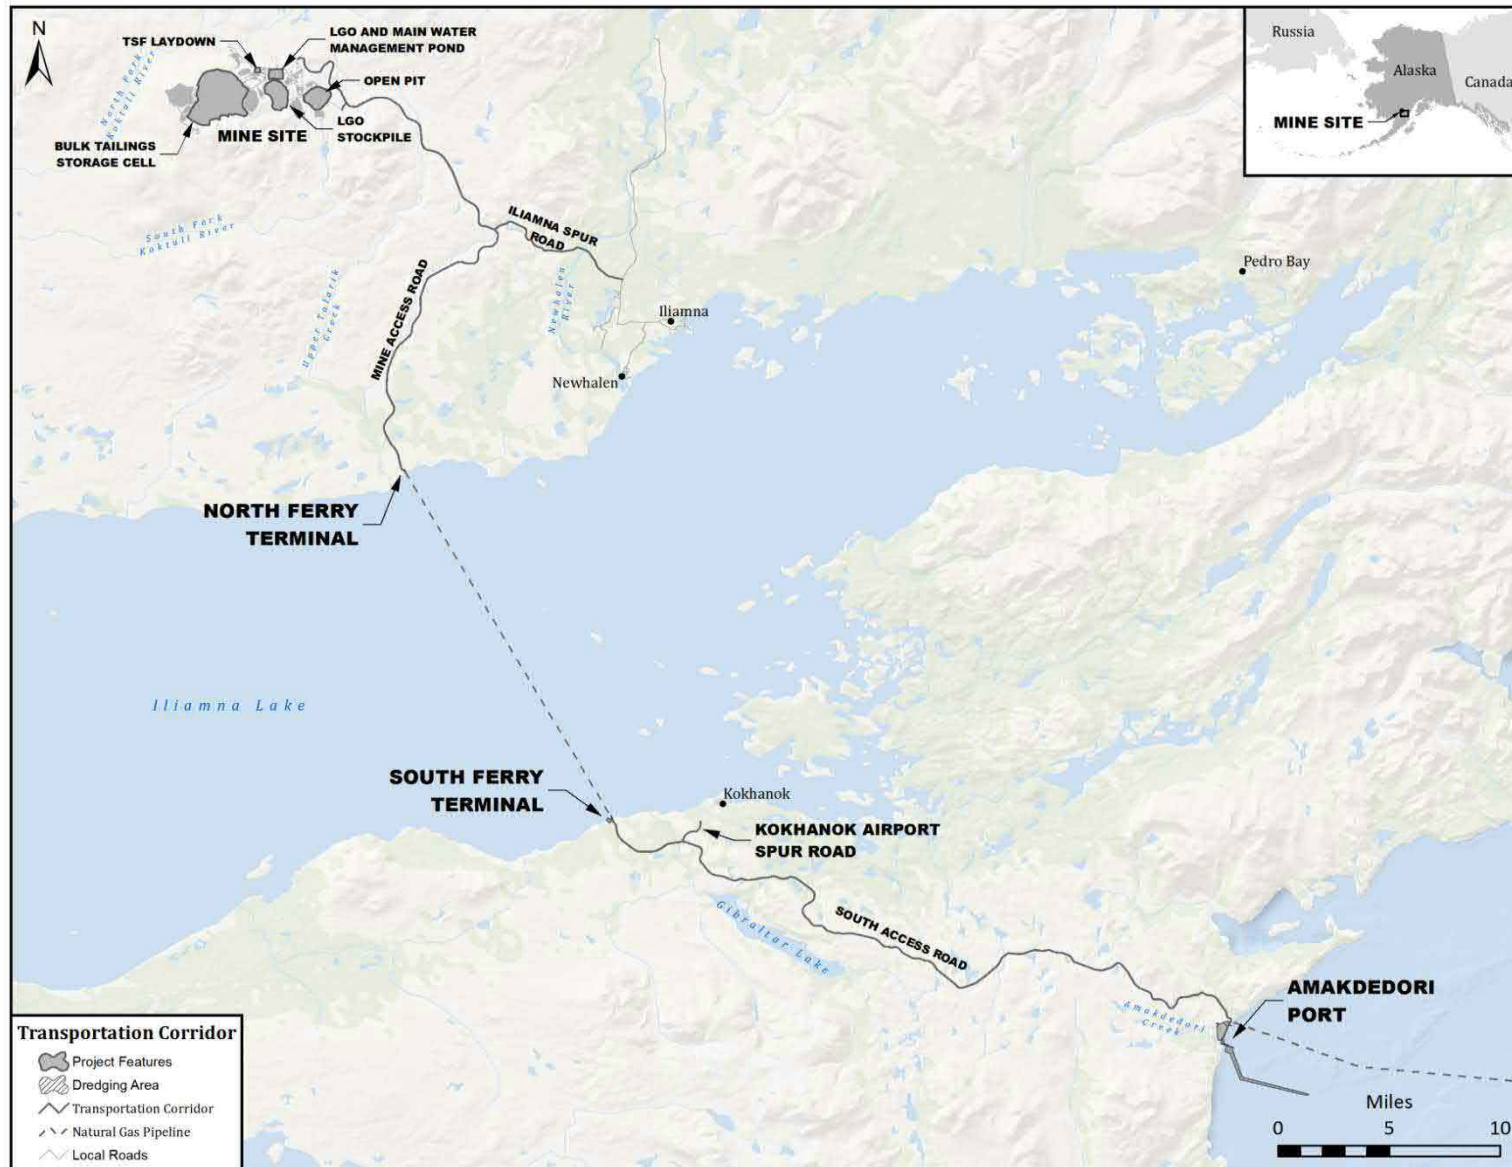 N
TSF LAYDOWN
LGO AND MAIN WATER
MANAGEMENT POND
OPEN PIT
LGO
STOCKPILE
MINE SITE
BULK TAILINGS
STORAGE CELL
North Fork
Koktuli River
South Fork
Koktuli River
Upper Talarik
Creek
MINE ACCESS ROAD
ILIAMNA SPUR
ROAD
Newhalen
River
Iliamna
Newhalen
Pedro Bay
Russia
Alaska
Canada
MINE SITE
NORTH FERRY
TERMINAL
Iliamna Lake
SOUTH FERRY
TERMINAL
Kokhanok
KOKHANOK AIRPORT
SPUR ROAD
Gibraltar Lake
SOUTH ACCESS ROAD
Amakdedori
Creek
AMAKDEDORI
PORT
Transportation Corridor
Project Features
Dredging Area
Transportation Corridor
Natural Gas Pipeline
Local Roads
Miles
0 5 10